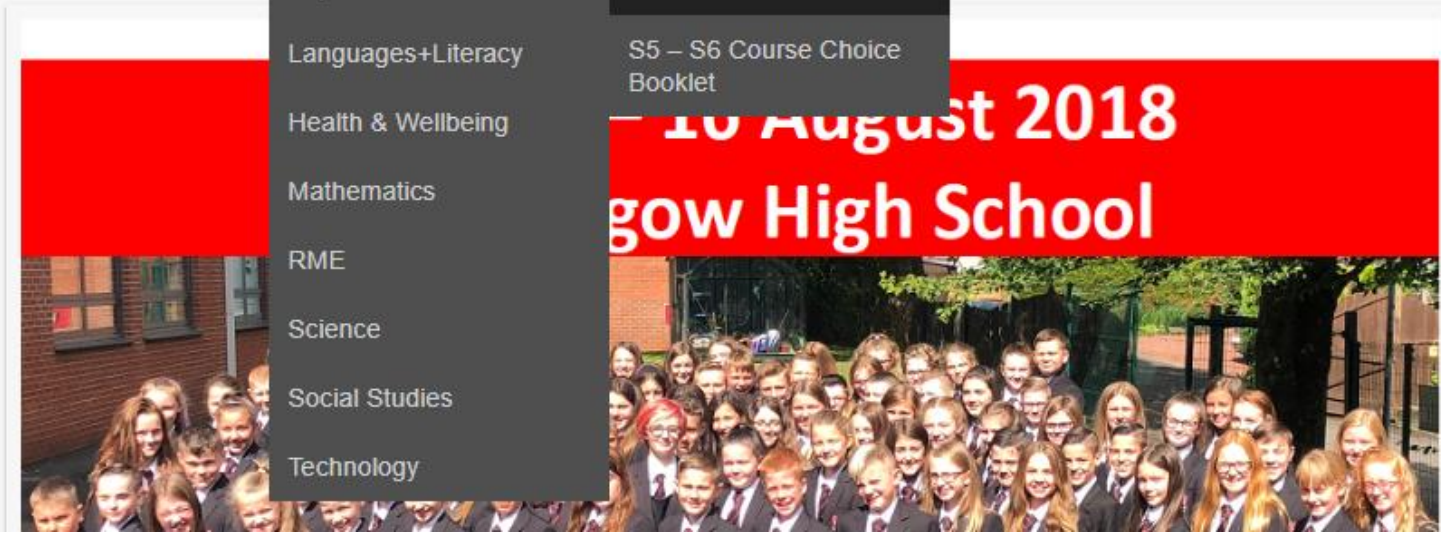 Languages+Literacy
Health & Wellbeing
Mathematics
RME
Science
Social Studies
Technology
S5 – S6 Course Choice
Booklet
– 16 August 2018
High School